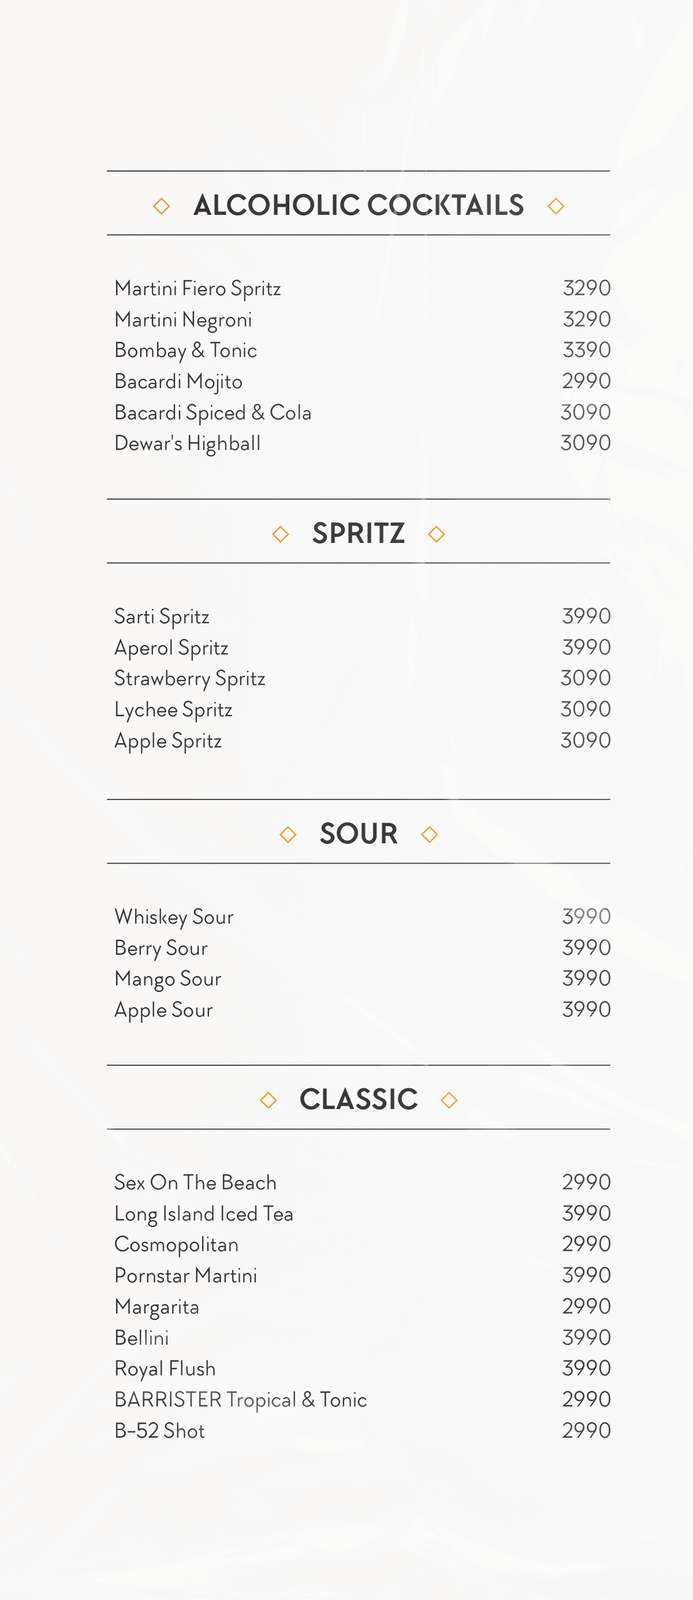 ALCOHOLIC COCKTAILS
Martini Fiero Spritz 3290
Martini Negroni 3290
Bombay & Tonic 3390
Bacardi Mojito 2990
Bacardi Spiced & Cola 3090
Dewar's Highball 3090
SPRITZ
Sarti Spritz 3990
Aperol Spritz 3990
Strawberry Spritz 3090
Lychee Spritz 3090
Apple Spritz 3090
SOUR
Whiskey Sour 3990
Berry Sour 3990
Mango Sour 3990
Apple Sour 3990
CLASSIC
Sex On The Beach 2990
Long Island Iced Tea 3990
Cosmopolitan 2990
Pornstar Martini 3990
Margarita 2990
Bellini 3990
Royal Flush 3990
BARRISTER Tropical & Tonic 2990
B-52 Shot 2990